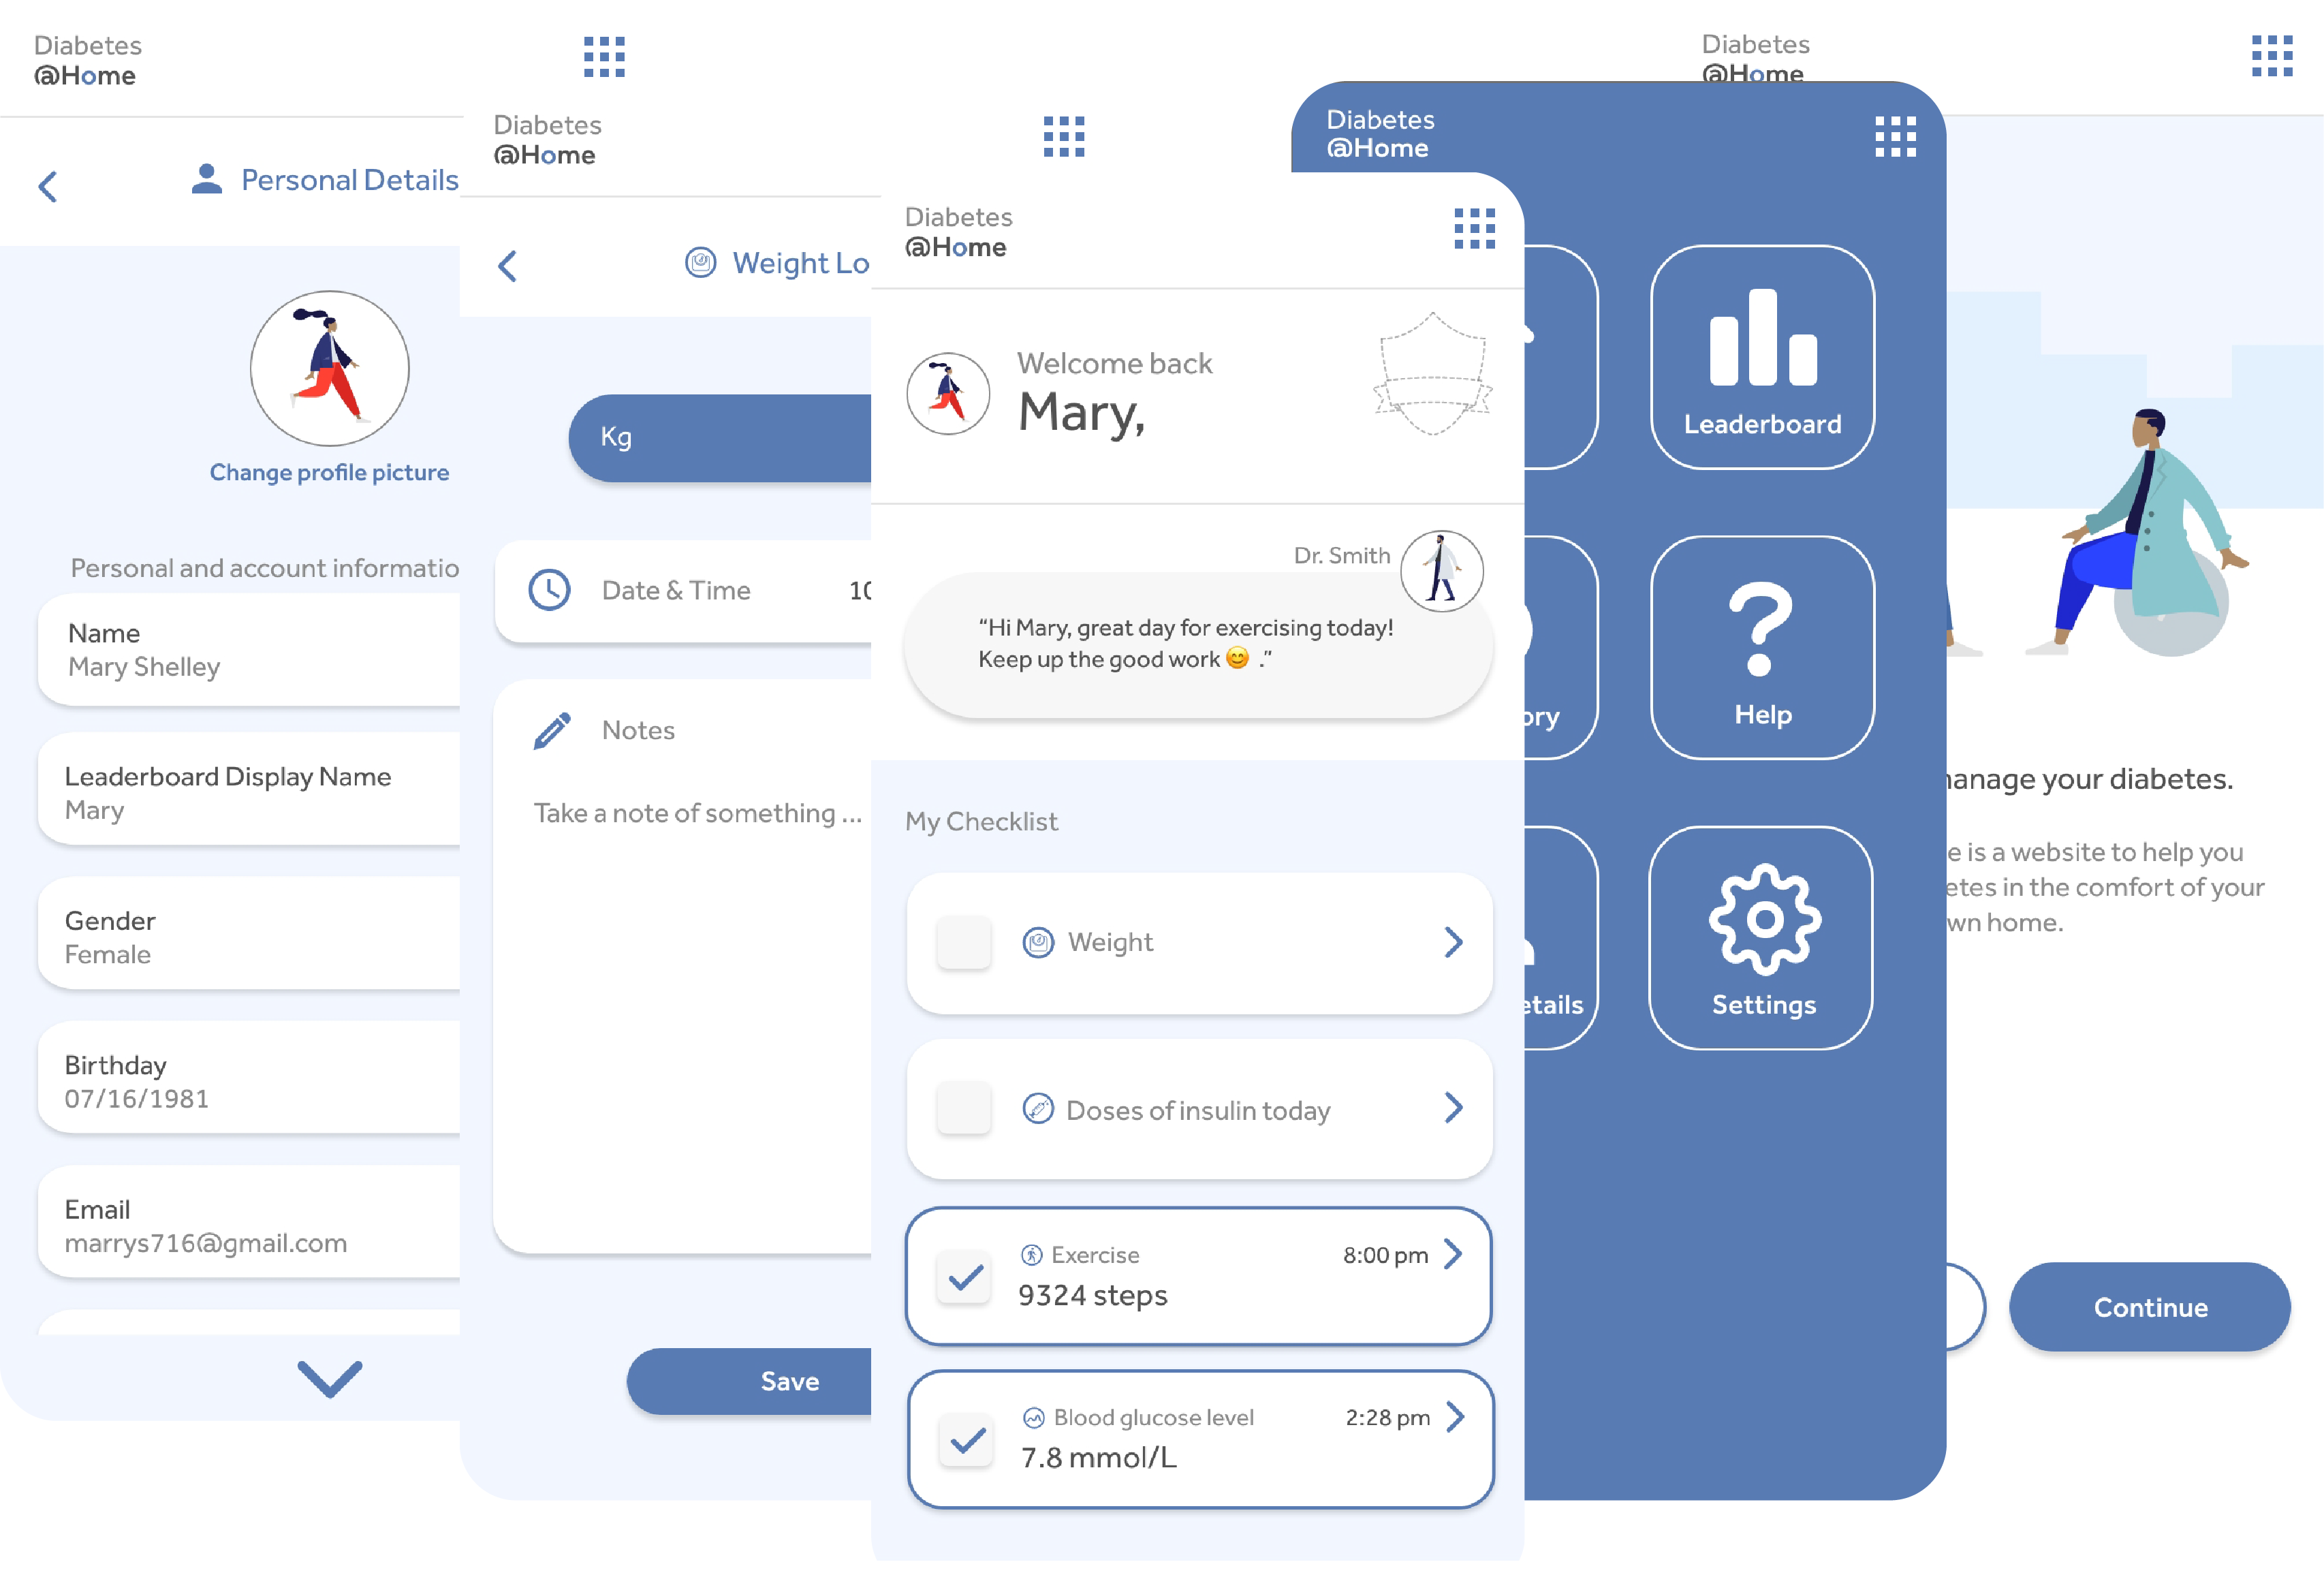 Diabetes
@Home
Personal Details
Change profile picture
Personal and account informatio
Name
Mary Shelley
Leaderboard Display Name
Mary
Gender
Female
Birthday
07/16/1981
Email
marrys716@gmail.com
Diabetes
@Home
Weight Lo
Kg
Date & Time 10
Notes
Take a note of something ...
Save
Diabetes
@Home
Welcome back
Mary,
Dr. Smith
“Hi Mary, great day for exercising today!
Keep up the good work 😊 .”
My Checklist
Weight
Doses of insulin today
Exercise 8:00 pm
9324 steps
Blood glucose level 2:28 pm
7.8 mmol/L
Diabetes
@Home
Leaderboard
ory
Help
etails
Settings
Diabetes
@Home
anage your diabetes.
e is a website to help you
etes in the comfort of your
wn home.
Continue